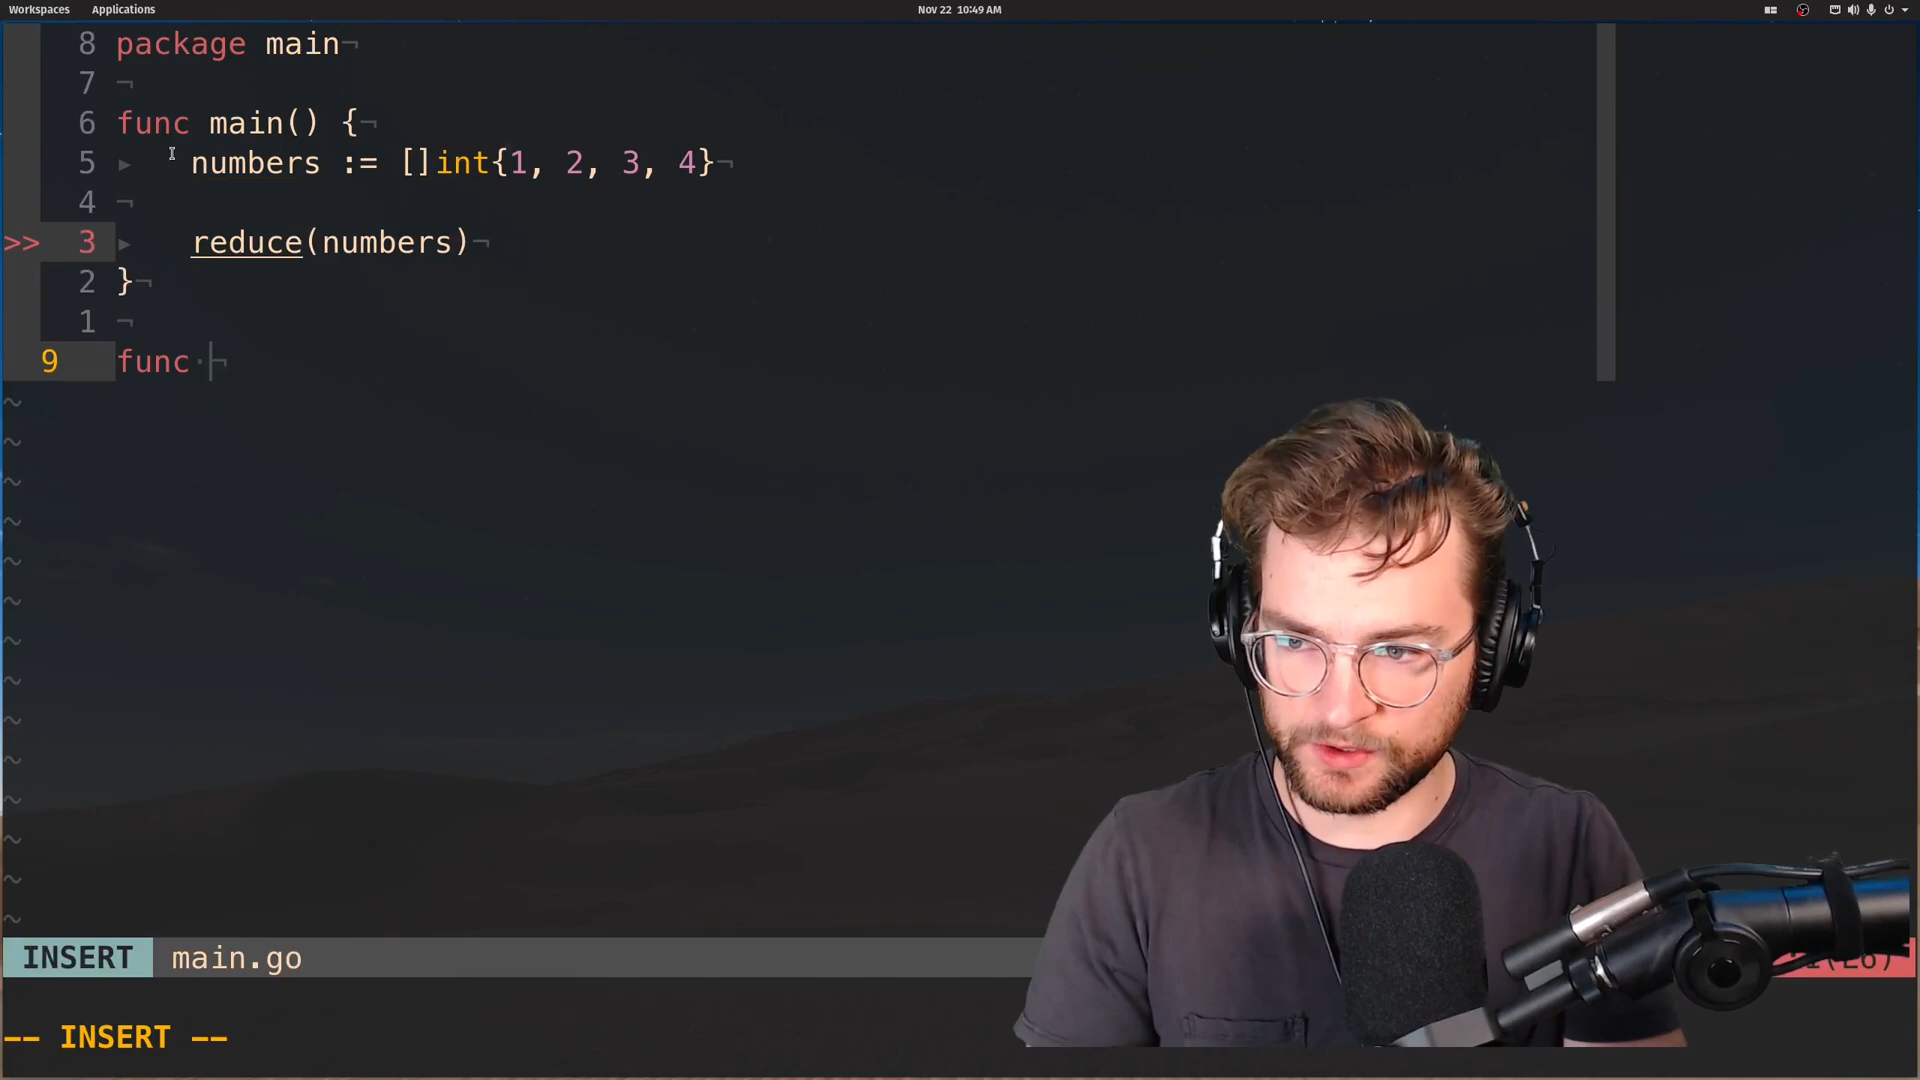 Workspaces Applications Nov 22 10:49 AM
8 package main
7
6 func main() {
5 numbers := []int{1, 2, 3, 4}
4
>> 3 reduce(numbers)
2 }
1
9 func
~
~
~
~
~
~
~
~
~
~
~
~
~
~
INSERT main.go
-- INSERT --